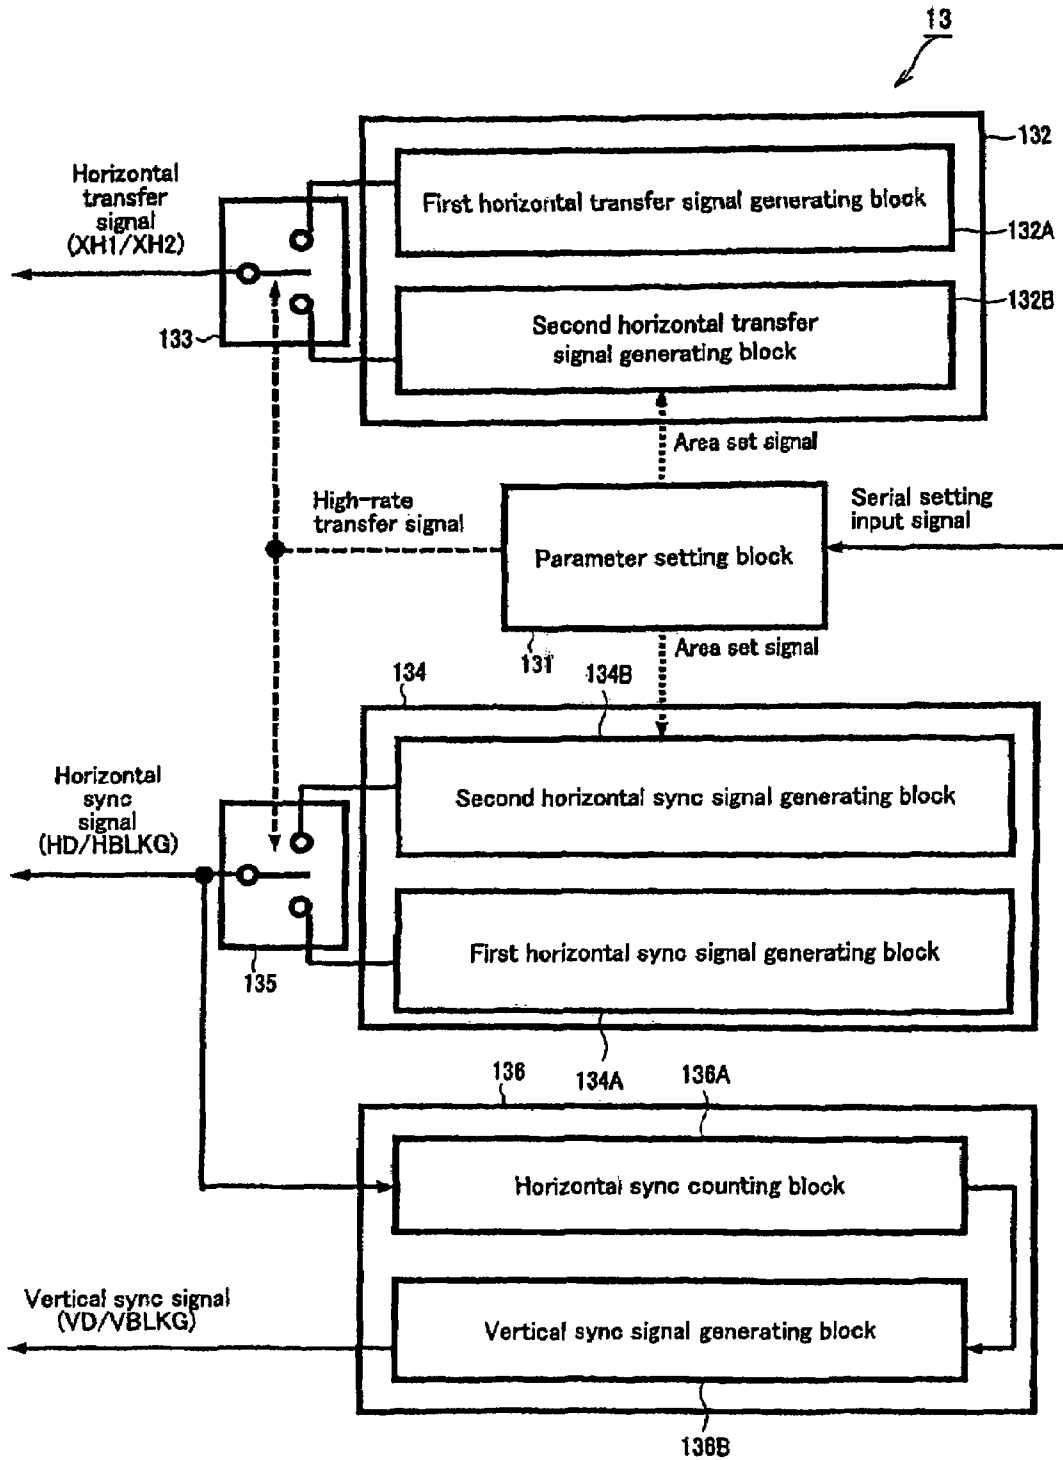 13
132
Horizontal
transfer
signal
(XH1/XH2)
First horizontal transfer signal generating block
132A
132B
Second horizontal transfer
signal generating block
133
Area set signal
High-rate
transfer signal
Serial setting
input signal
Parameter setting block
131
Area set signal
134
134B
Horizontal
sync
signal
(HD/HBLKG)
Second horizontal sync signal generating block
First horizontal sync signal generating block
135
134A
136
136A
Horizontal sync counting block
Vertical sync signal
(VD/VBLKG)
Vertical sync signal generating block
136B